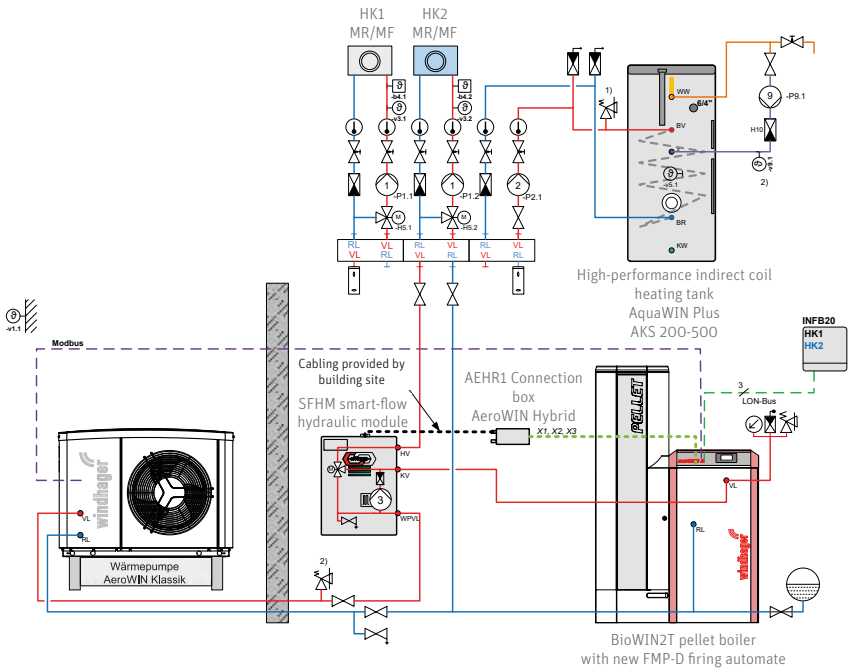 HK1
MR/MF
HK2
MR/MF
-b4.1
-v3.1
-b4.2
-v3.2
1
-P1.1
1
-P1.2
2
-P2.1
M
-H5.1
M
-H5.2
RL
VL
VL
RL
RL
VL
VL
RL
RL
VL
VL
RL
1)
WW
6/4"
BV
-v5.1
BR
KW
9
-P9.1
H10
-v9.1
2)
High-performance indirect coil
heating tank
AquaWIN Plus
AKS 200-500
-v1.1
Modbus
INFB20
HK1
HK2
3
LON-Bus
Cabling provided by
building site
SFHM smart-flow
hydraulic module
AEHR1 Connection
box
AeroWIN Hybrid
X1, X2, X3
HV
KV
M
3
WPVL
windhager
VL
RL
Wärmepumpe
AeroWIN Klassik
2)
PELLET
VL
RL
windhager
BioWIN2T pellet boiler
with new FMP-D firing automate